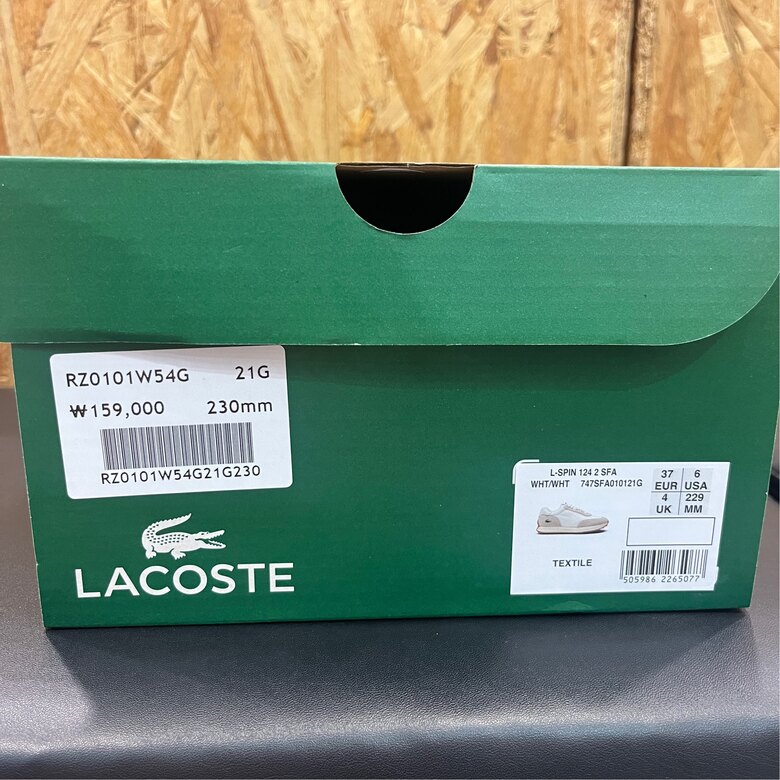 RZ0101W54G 21G
₩159,000 230mm
RZ0101W54G21G230
LACOSTE
L-SPIN 124 2 SFA
WHT/WHT 747SFA010121G
37 6
EUR USA
4 229
UK MM
TEXTILE
505986 2265077